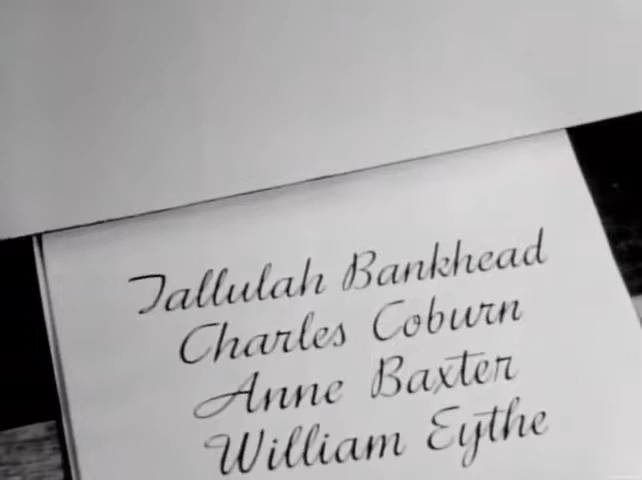 Tallulah Bankhead
Charles Coburn
Anne Baxter
William Eythe